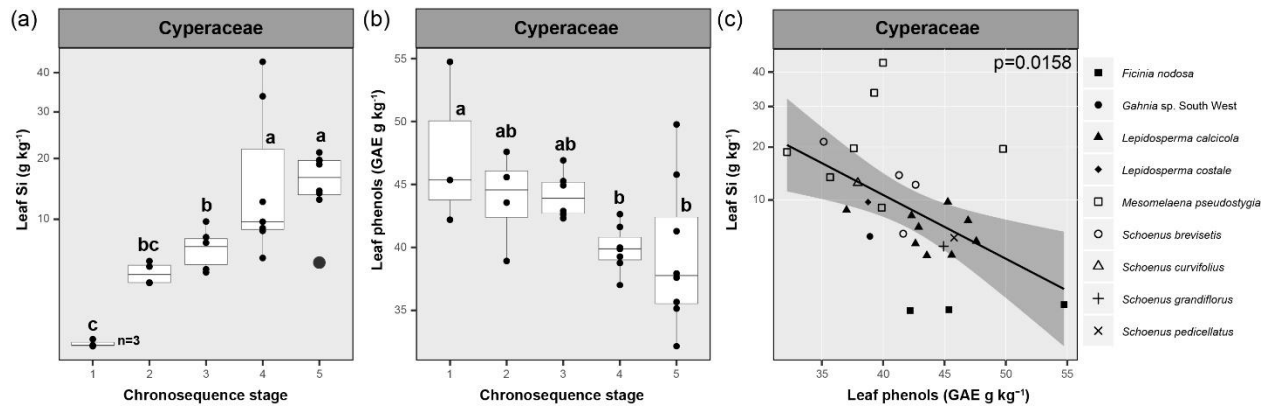 (a)
Cyperaceae
Leaf Si (g kg⁻¹)
40
30
20
10
c
n=3
bc
b
a
a
1 2 3 4 5
Chronosequence stage
(b)
Cyperaceae
Leaf phenols (GAE g kg⁻¹)
55
50
45
40
35
a
ab
ab
b
b
1 2 3 4 5
Chronosequence stage
(c)
Cyperaceae
p=0.0158
Leaf Si (g kg⁻¹)
40
30
20
10
35 40 45 50 55
Leaf phenols (GAE g kg⁻¹)
Ficinia nodosa
Gahnia sp. South West
Lepidosperma calcicola
Lepidosperma costale
Mesomelaena pseudostygia
Schoenus brevisetis
Schoenus curvifolius
Schoenus grandiflorus
Schoenus pedicellatus